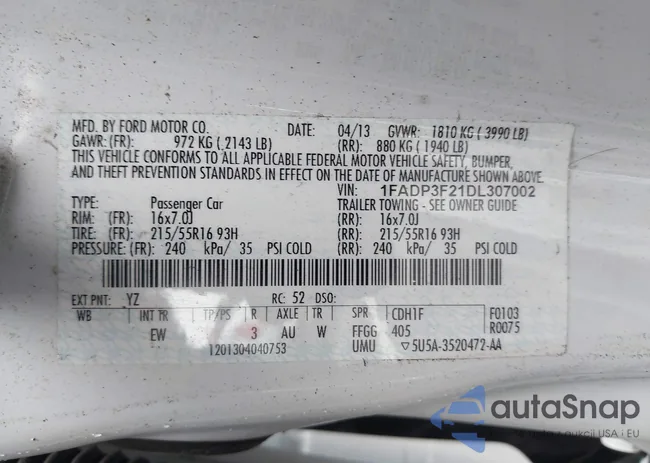 MFD. BY FORD MOTOR CO. DATE: 04/13 GVWR: 1810 KG ( 3990 LB)
GAWR: (FR): 972 KG ( 2143 LB) (RR): 880 KG ( 1940 LB)
THIS VEHICLE CONFORMS TO ALL APPLICABLE FEDERAL MOTOR VEHICLE SAFETY, BUMPER,
AND THEFT PREVENTION STANDARDS IN EFFECT ON THE DATE OF MANUFACTURE SHOWN ABOVE.
VIN: 1FADP3F21DL307002
TYPE: Passenger Car TRAILER TOWING - SEE OWNER GUIDE
RIM: (FR): 16x7.0J (RR): 16x7.0J
TIRE: (FR): 215/55R16 93H (RR): 215/55R16 93H
PRESSURE: (FR): 240 kPa/ 35 PSI COLD (RR): 240 kPa/ 35 PSI COLD
EXT PNT: YZ RC: 52 DSO:
WB INT TR TP/PS R AXLE TR SPR CDH1F F0103
EW 3 AU W FFGG 405 R0075
1201304040753 UMU ▽5U5A-3520472-AA
autoSnap
Auta z aukcji USA i EU